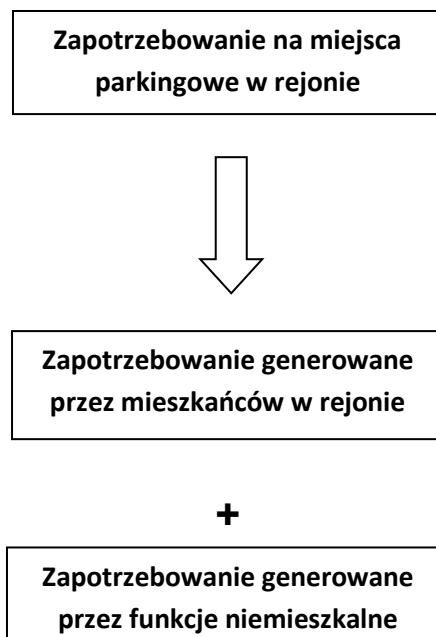 Zapotrzebowanie na miejsca
parkingowe w rejonie
Zapotrzebowanie generowane
przez mieszkańców w rejonie
+
Zapotrzebowanie generowane
przez funkcje niemieszkalne